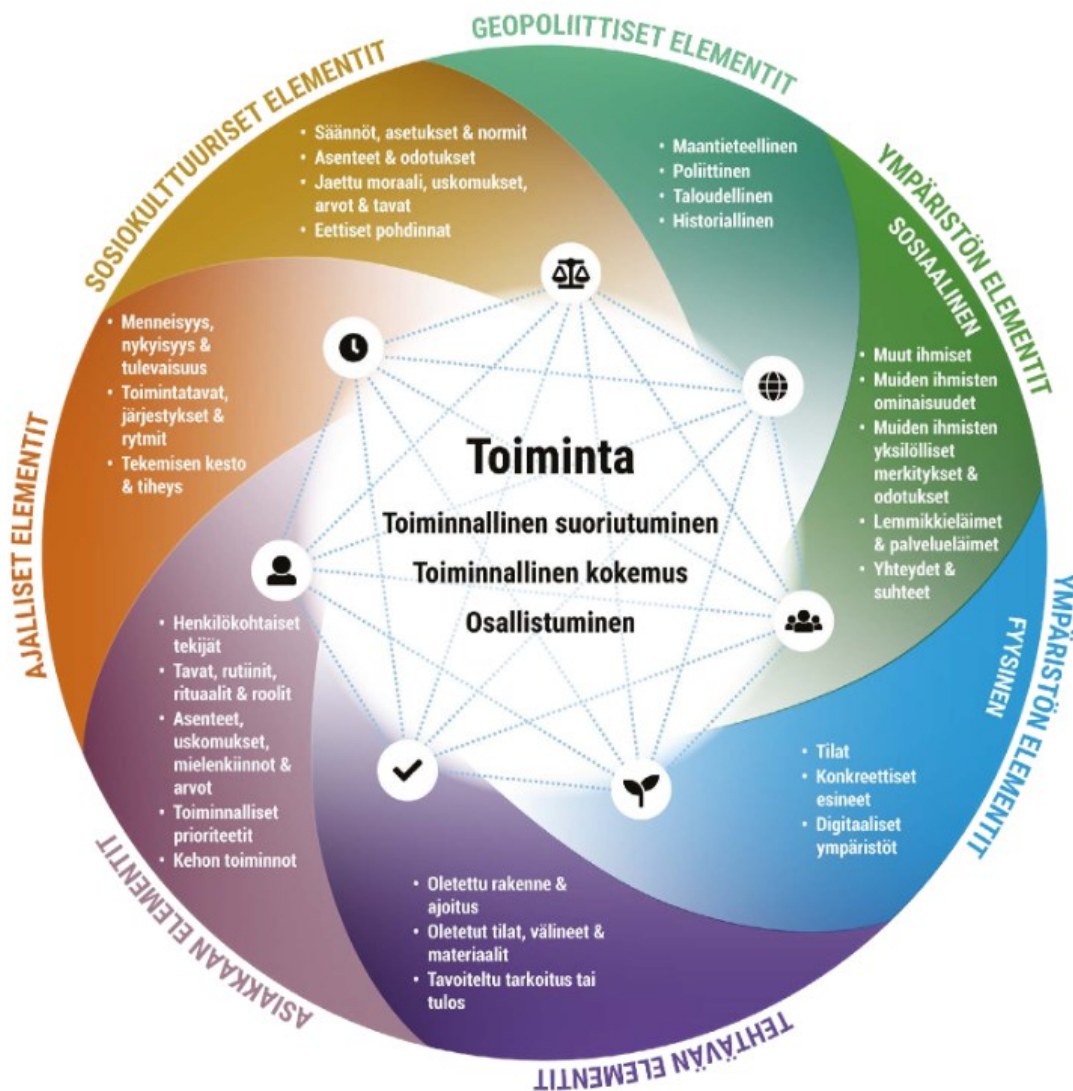 GEOPOLIITTISET ELEMENTIT
• Maantieteellinen
• Poliittinen
• Taloudellinen
• Historiallinen
YMPÄRISTÖN ELEMENTIT
SOSIAALINEN
• Muut ihmiset
• Muiden ihmisten
ominaisuudet
• Muiden ihmisten
yksilölliset
merkitykset &
odotukset
• Lemmikkieläimet
& palvelueläimet
• Yhteydet &
suhteet
YMPÄRISTÖN ELEMENTIT
FYYSINEN
• Tilat
• Konkreettiset
esineet
• Digitaaliset
ympäristöt
TEHTÄVÄN ELEMENTIT
• Oletettu rakenne &
ajoitus
• Oletetut tilat, välineet &
materiaalit
• Tavoiteltu tarkoitus tai
tulos
ASIAKKAAN ELEMENTIT
• Henkilökohtaiset
tekijät
• Tavat, rutiinit,
rituaalit & roolit
• Asenteet,
uskomukset,
mielenkiinnot &
arvot
• Toiminnalliset
prioriteetit
• Kehon toiminnot
AJALLISET ELEMENTIT
• Menneisyys,
nykyisyys &
tulevaisuus
• Toimintatavat,
järjestykset &
rytmit
• Tekemisen kesto
& tiheys
SOSIOKULTTUURISET ELEMENTIT
• Säännöt, asetukset & normit
• Asenteet & odotukset
• Jaettu moraali, uskomukset,
arvot & tavat
• Eettiset pohdinnat
Toiminta
Toiminnallinen suoriutuminen
Toiminnallinen kokemus
Osallistuminen